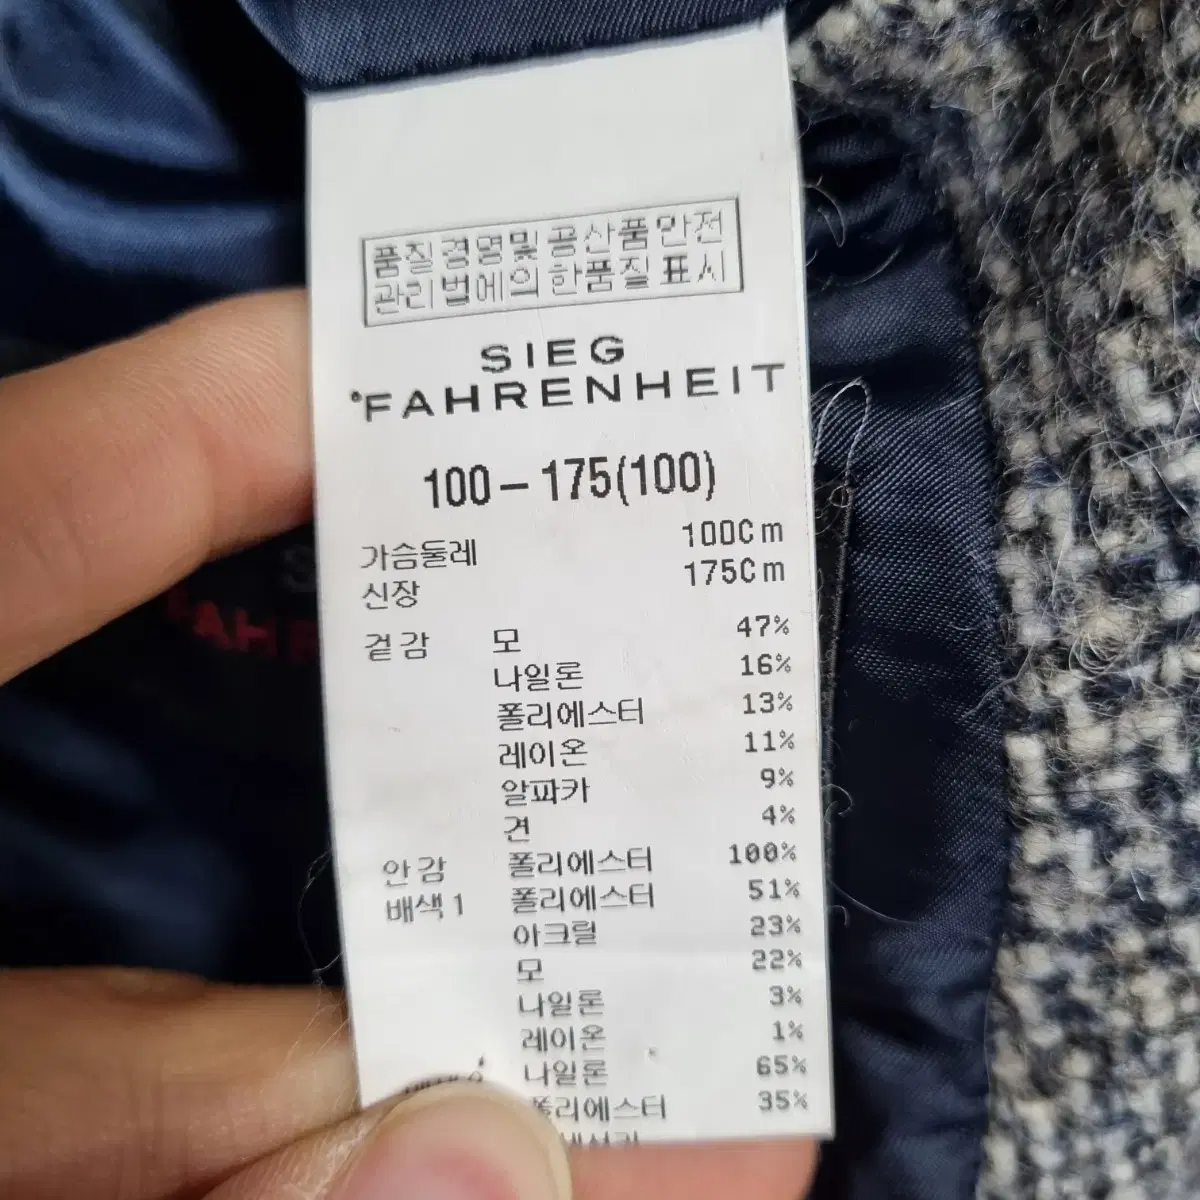 품질경영및공산품안전
관리법에의한품질표시
SIEG
°FAHRENHEIT
100-175(100)
가슴둘레 100Cm
신장 175Cm
겉감 모 47%
나일론 16%
폴리에스터 13%
레이온 11%
알파카 9%
견 4%
안감 폴리에스터 100%
배색1 폴리에스터 51%
아크릴 23%
모 22%
나일론 3%
레이온 1%
나일론 65%
폴리에스터 35%